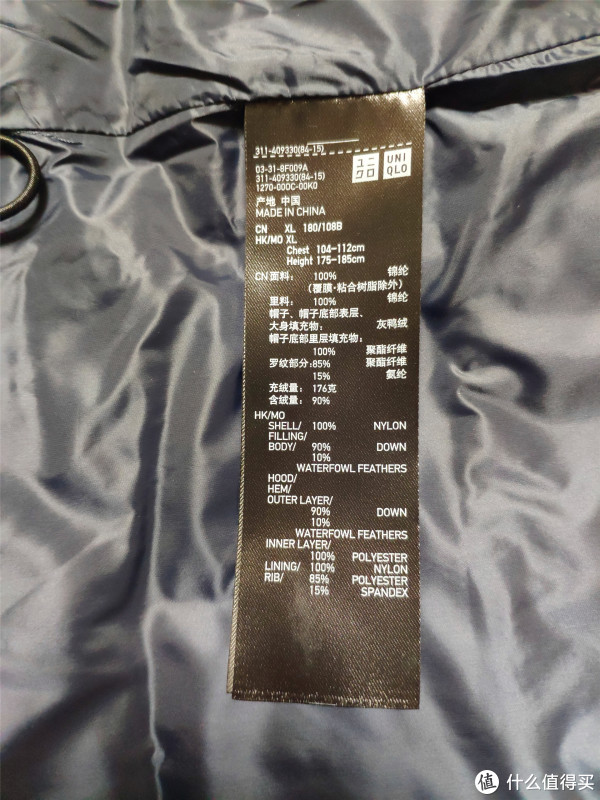 311-409330(84-15)
03-31-8F009A
311-409330(84-15)
1270-000C-00K0
ユニ
クロ
UNI
QLO
产地 中国
MADE IN CHINA
CN XL 180/108B
HK/MO XL
Chest 104-112cm
Height 175-185cm
CN面料: 100% 锦纶
(覆膜·粘合树脂除外)
里料: 100% 锦纶
帽子、帽子底部表层、
大身填充物: 灰鸭绒
帽子底部里层填充物:
100% 聚酯纤维
罗纹部分:85% 聚酯纤维
15% 氨纶
充绒量: 176克
含绒量: 90%
HK/MO
SHELL/ 100% NYLON
FILLING/
BODY/ 90% DOWN
10%
WATERFOWL FEATHERS
HOOD/
HEM/
OUTER LAYER/
90% DOWN
10%
WATERFOWL FEATHERS
INNER LAYER/
100% POLYESTER
LINING/ 100% NYLON
RIB/ 85% POLYESTER
15% SPANDEX
值 什么值得买